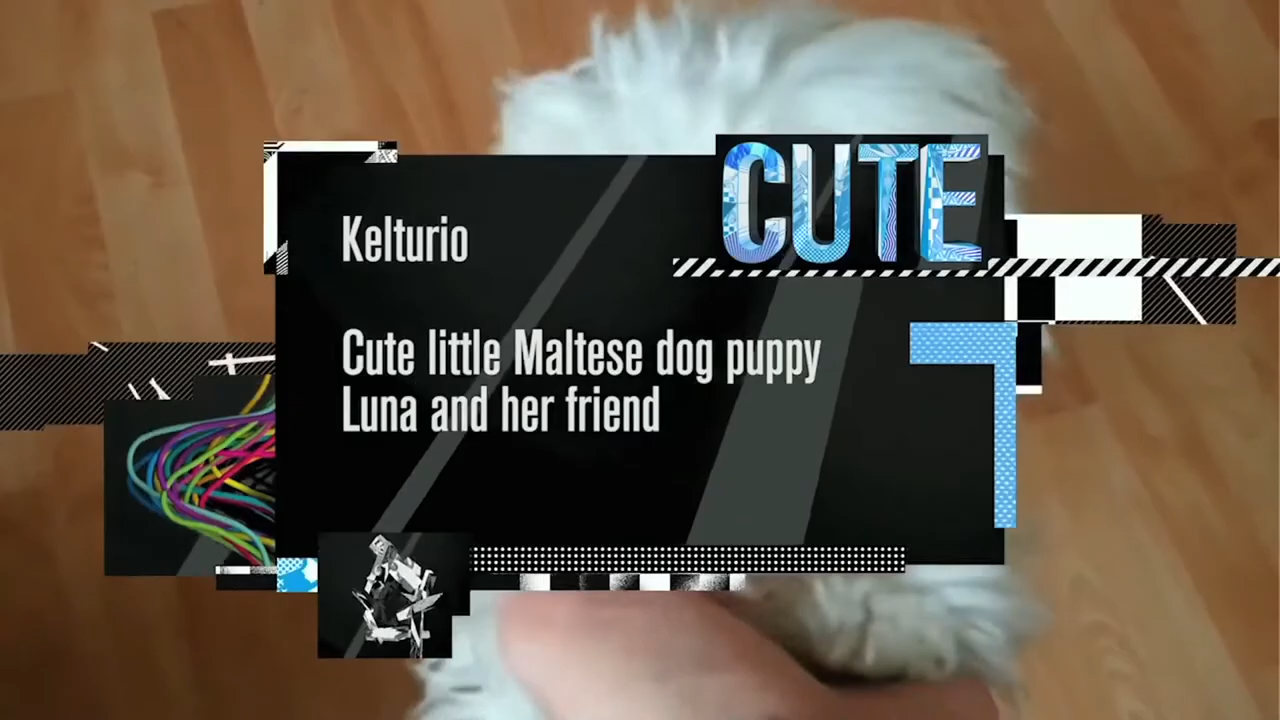 CUTE
Kelturio
Cute little Maltese dog puppy
Luna and her friend